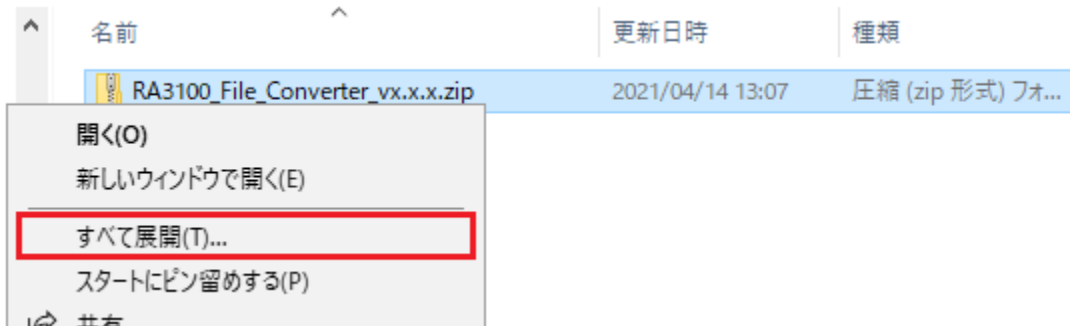 名前 更新日時 種類
RA3100_File_Converter_vx.x.x.zip 2021/04/14 13:07 圧縮 (zip 形式) フォ...
開く(O)
新しいウィンドウで開く(E)
すべて展開(T)...
スタートにピン留めする(P)
共有